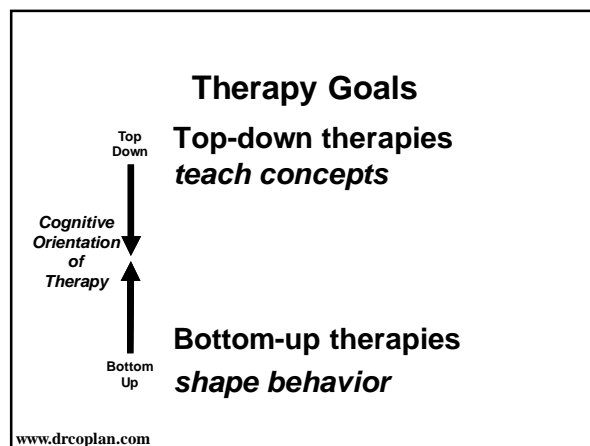 Therapy Goals
Top
Down
Top-down therapies
teach concepts
Cognitive
Orientation
of
Therapy
Bottom-up therapies
Bottom
Up
shape behavior
www.drcoplan.com